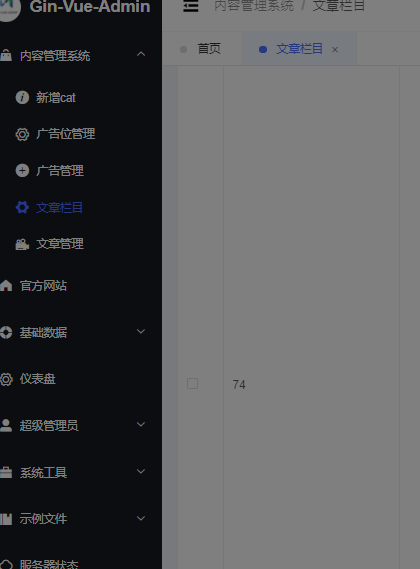 Gin-Vue-Admin
内容管理系统 / 文章栏目
首页
文章栏目 ×
内容管理系统
新增cat
广告位管理
广告管理
文章栏目
文章管理
官方网站
基础数据
仪表盘
超级管理员
系统工具
示例文件
服务器状态
74